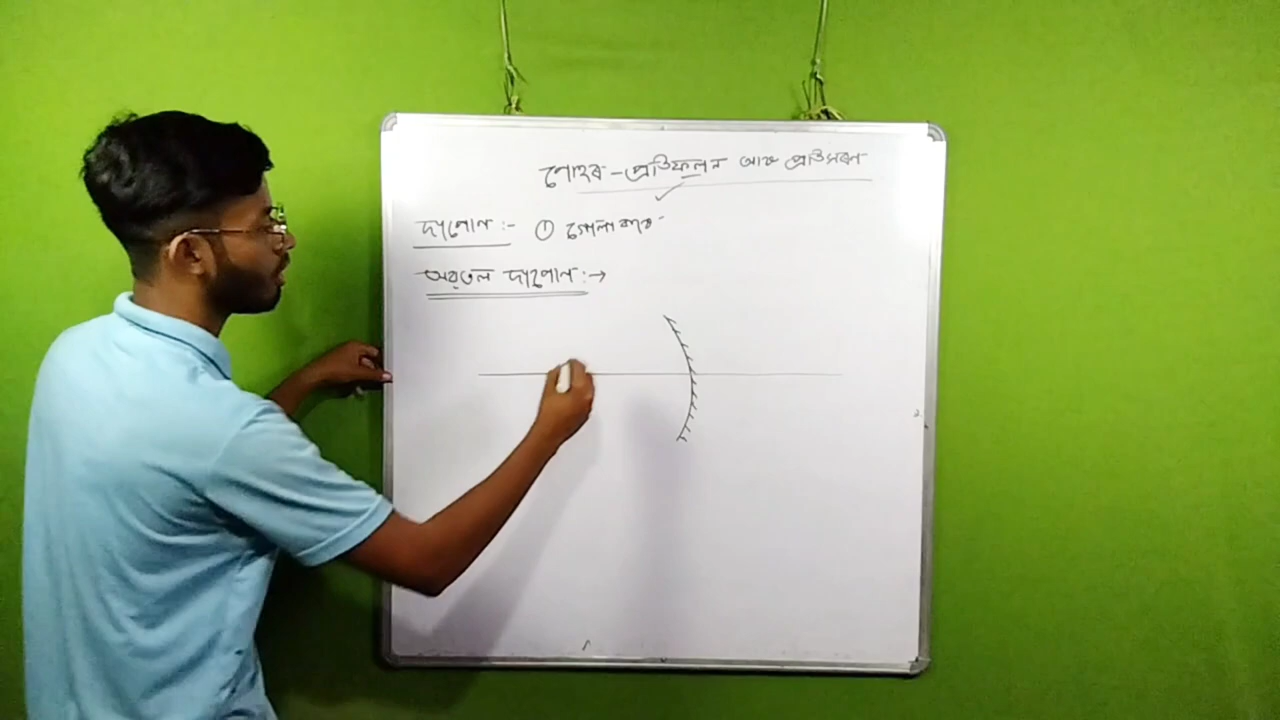 পোহৰ - প্ৰতিফলন আৰু প্ৰতিসৰণ
দাপোণ :- ① গোলাকাৰ
অৱতল দাপোণ :→